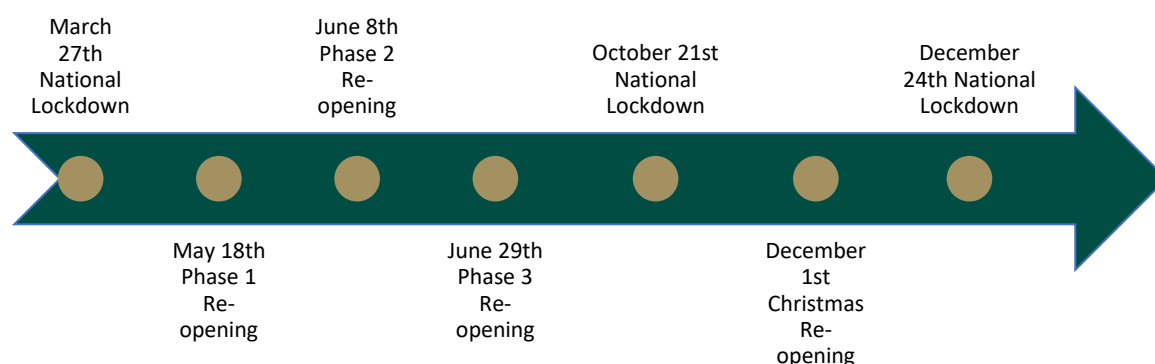 March
27th
National
Lockdown
May 18th
Phase 1
Re-
opening
June 8th
Phase 2
Re-
opening
June 29th
Phase 3
Re-
opening
October 21st
National
Lockdown
December
1st
Christmas
Re-
opening
December
24th National
Lockdown